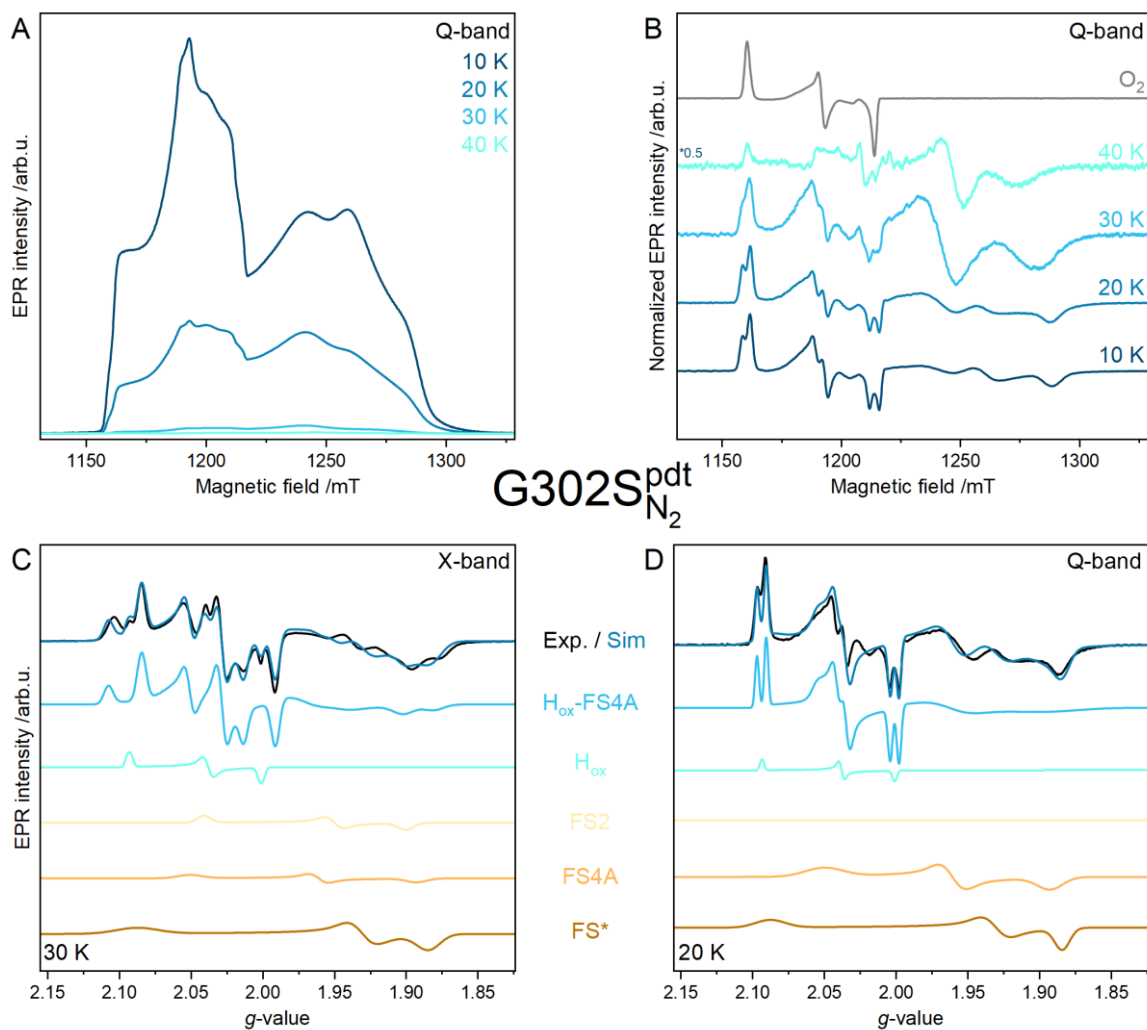 A
Q-band
10 K
20 K
30 K
40 K
EPR intensity /arb.u.
1150 1200 1250 1300
Magnetic field /mT
B
Q-band
O₂
*0.5
40 K
30 K
20 K
10 K
Normalized EPR intensity /arb.u.
1150 1200 1250 1300
Magnetic field /mT
G302S pdt N₂
C
X-band
EPR intensity /arb.u.
30 K
2.15 2.10 2.05 2.00 1.95 1.90 1.85
g-value
Exp. / Sim
Hox-FS4A
Hox
FS2
FS4A
FS*
D
Q-band
20 K
2.15 2.10 2.05 2.00 1.95 1.90 1.85
g-value